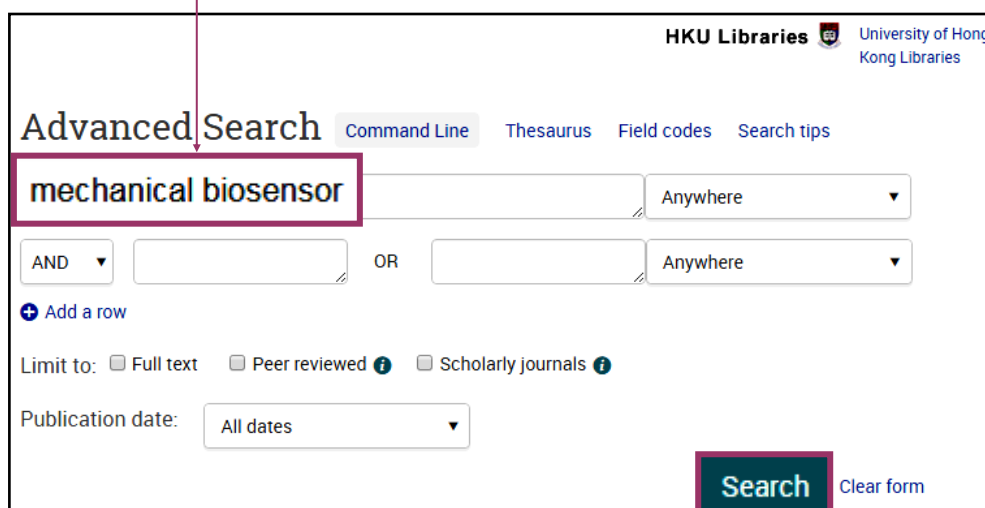 HKU Libraries University of Hong
Kong Libraries
Advanced Search Command Line Thesaurus Field codes Search tips
mechanical biosensor Anywhere
AND OR Anywhere
Add a row
Limit to: Full text Peer reviewed i Scholarly journals i
Publication date: All dates
Search Clear form